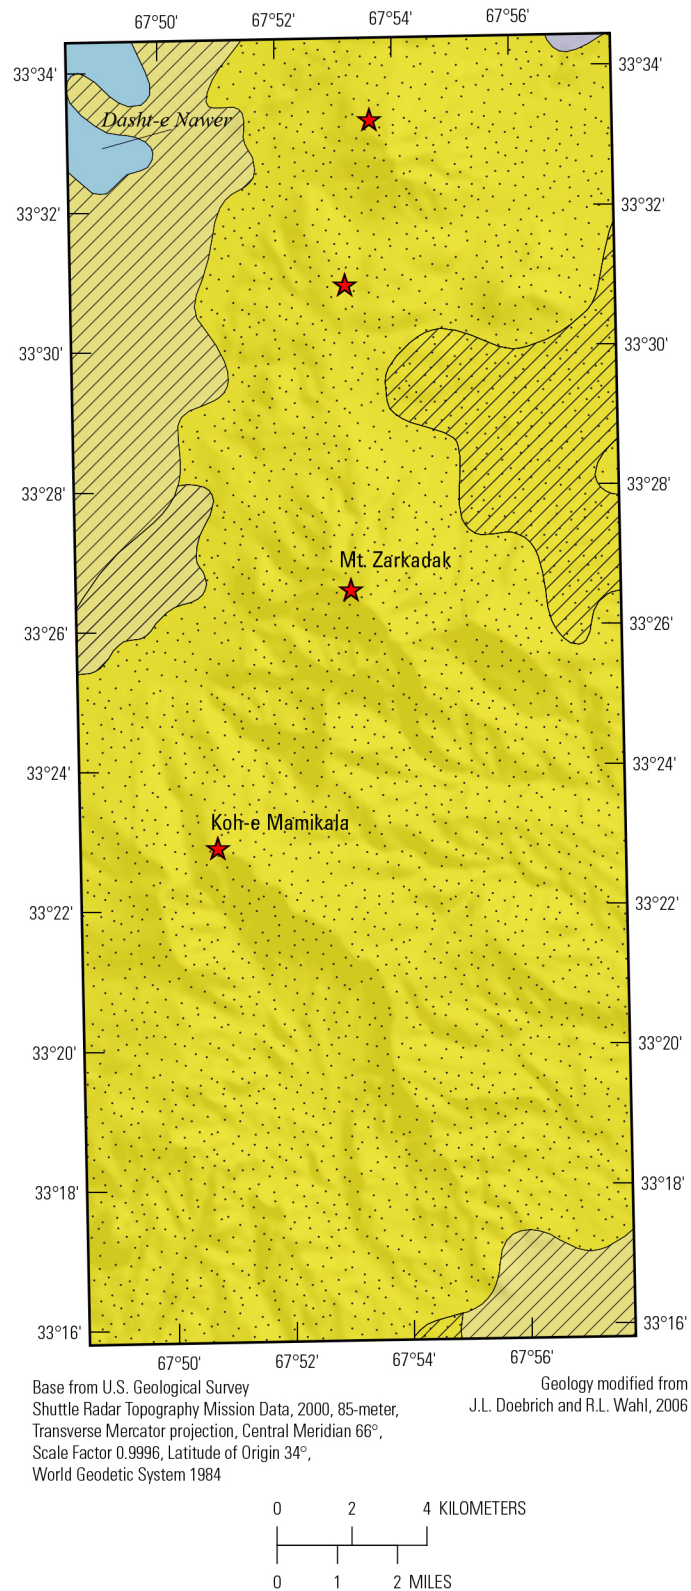 67°50' 67°52' 67°54' 67°56'
33°34' 33°34'
Dasht-e Nawer
33°32' 33°32'
33°30' 33°30'
33°28' 33°28'
Mt. Zarkadak
33°26' 33°26'
33°24' 33°24'
Koh-e Mamikala
33°22' 33°22'
33°20' 33°20'
33°18' 33°18'
33°16' 33°16'
67°50' 67°52' 67°54' 67°56'
Base from U.S. Geological Survey
Shuttle Radar Topography Mission Data, 2000, 85-meter,
Transverse Mercator projection, Central Meridian 66°,
Scale Factor 0.9996, Latitude of Origin 34°,
World Geodetic System 1984
Geology modified from
J.L. Doebrich and R.L. Wahl, 2006
0 2 4 KILOMETERS
0 1 2 MILES